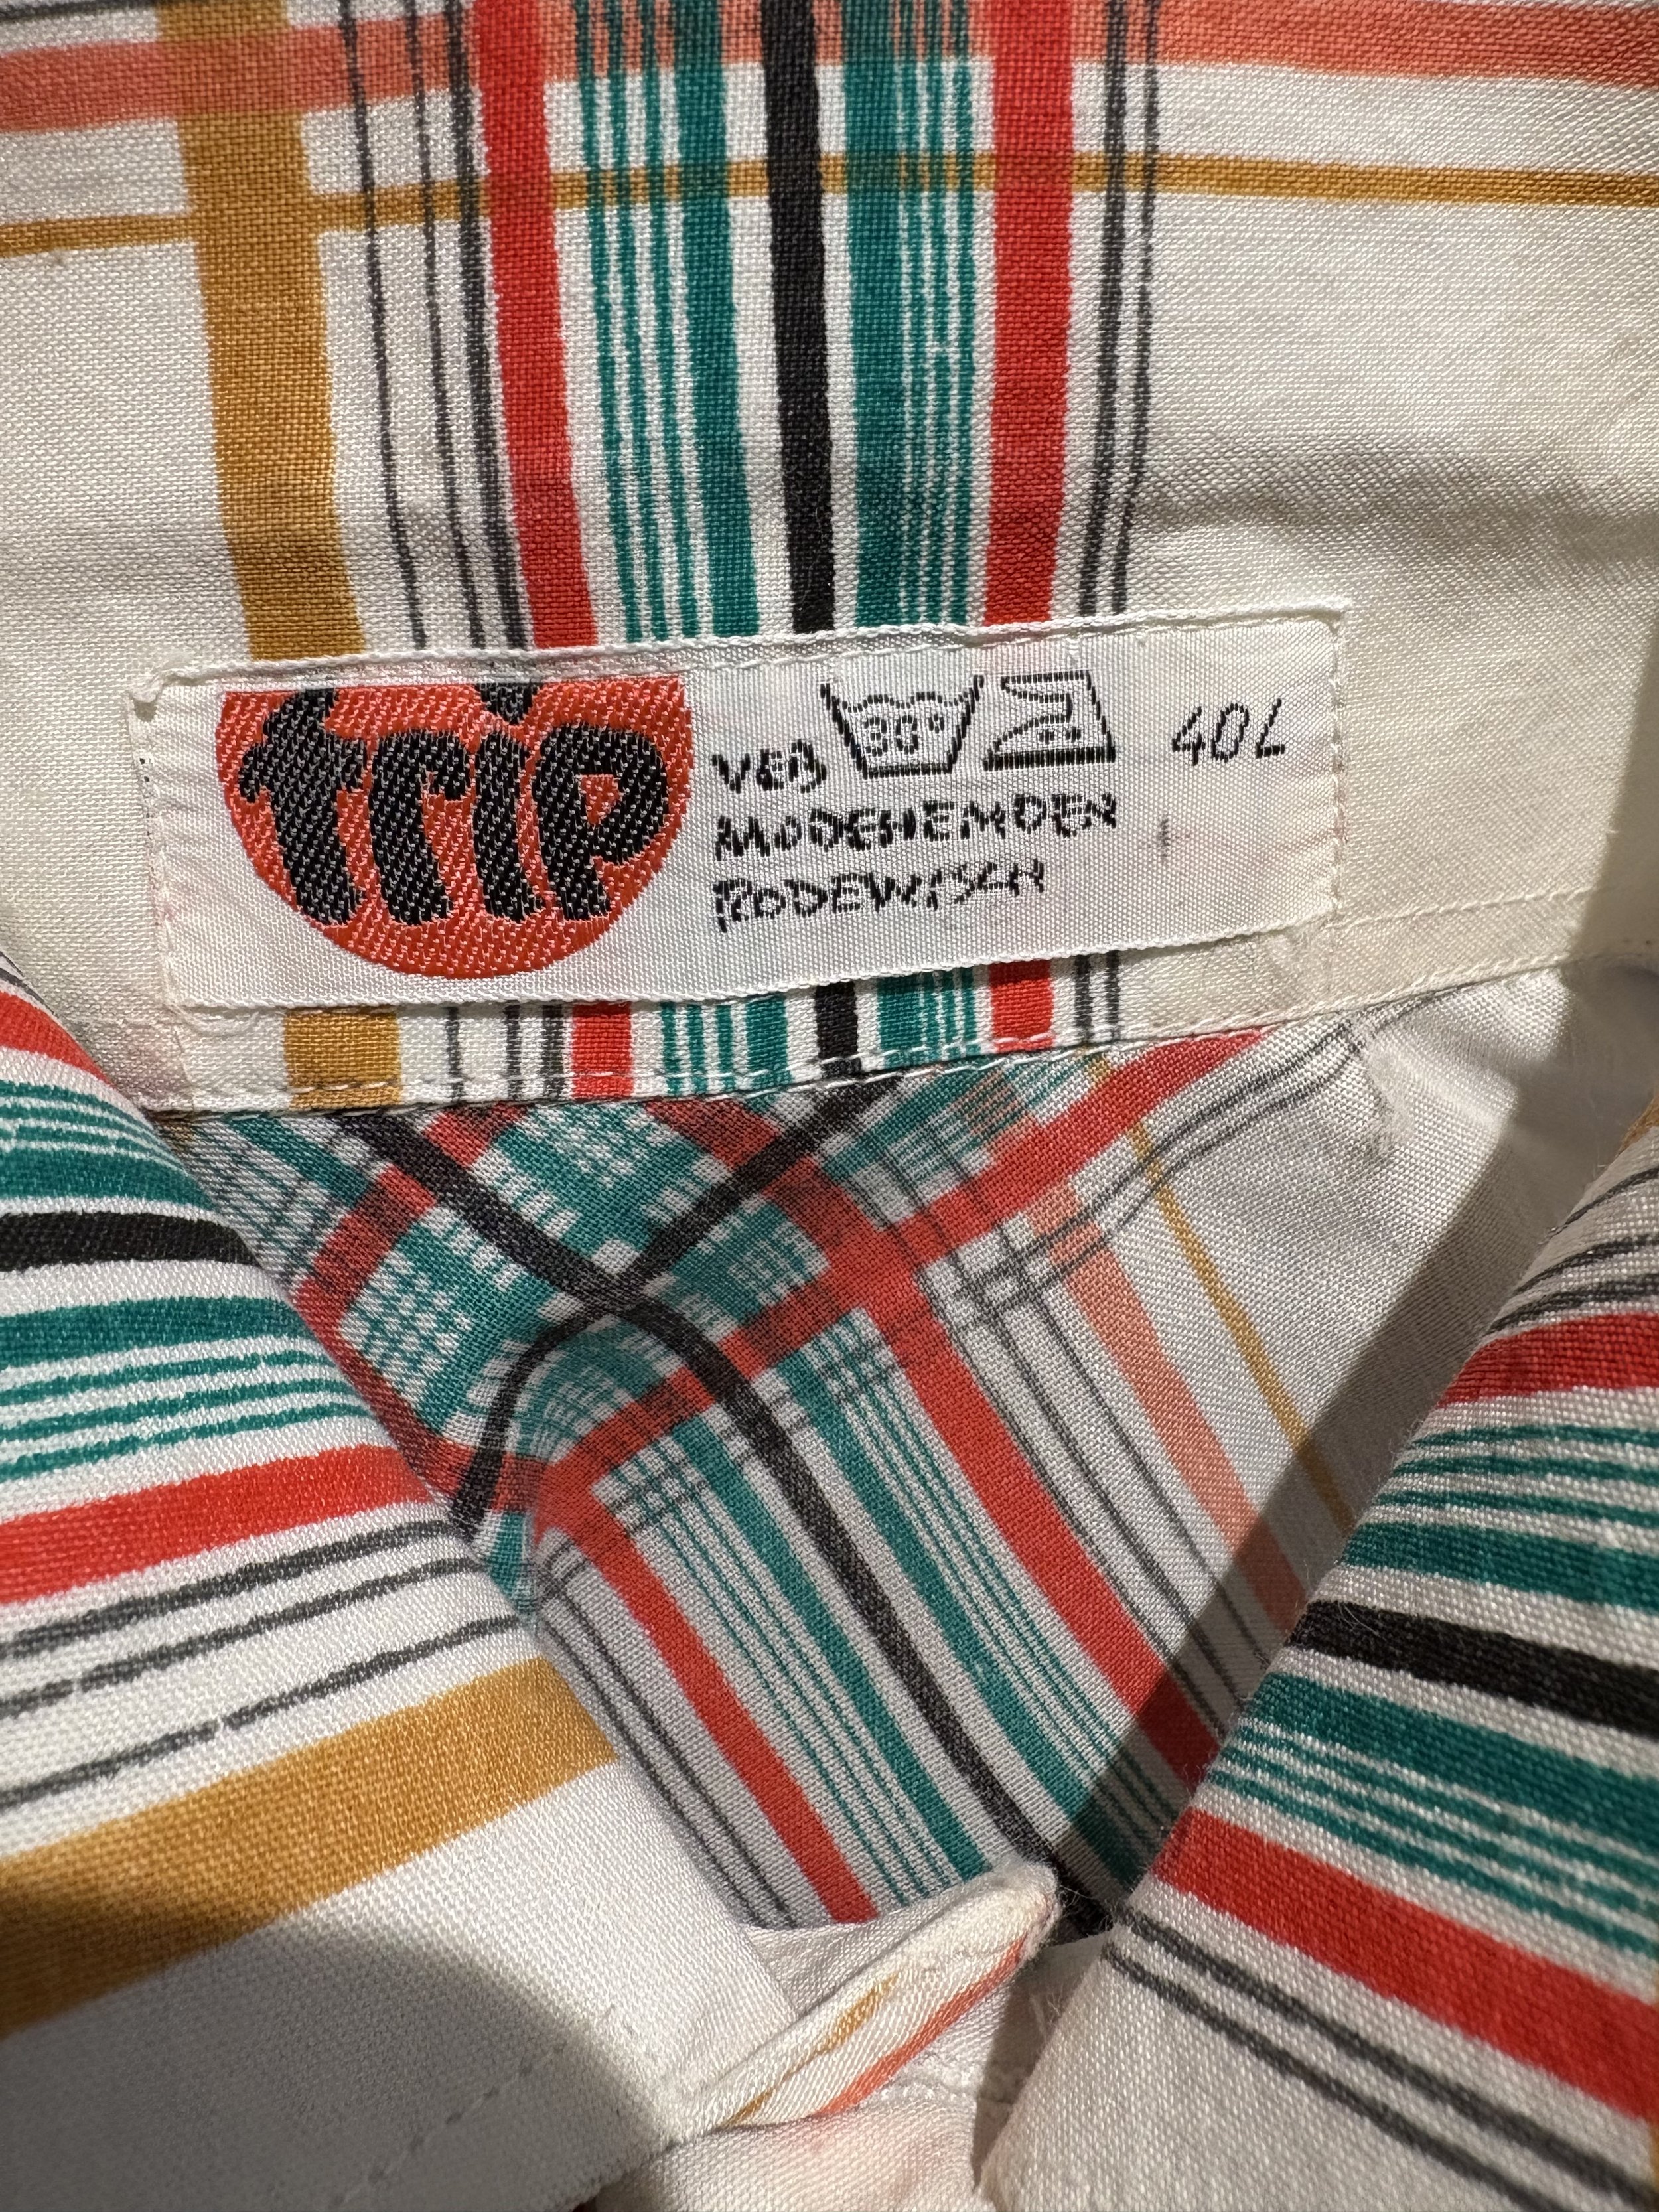 trip
VEB 30° 40L
MODEHEMDEN
RODEWISCH